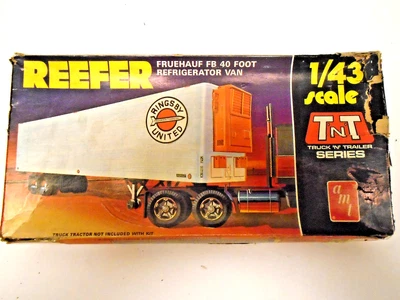 REEFER
FRUEHAUF FB 40 FOOT
REFRIGERATOR VAN
1/43
scale
TNT
TRUCK 'N' TRAILER
SERIES
RINGSBY
UNITED
amt
TRUCK TRACTOR NOT INCLUDED WITH KIT